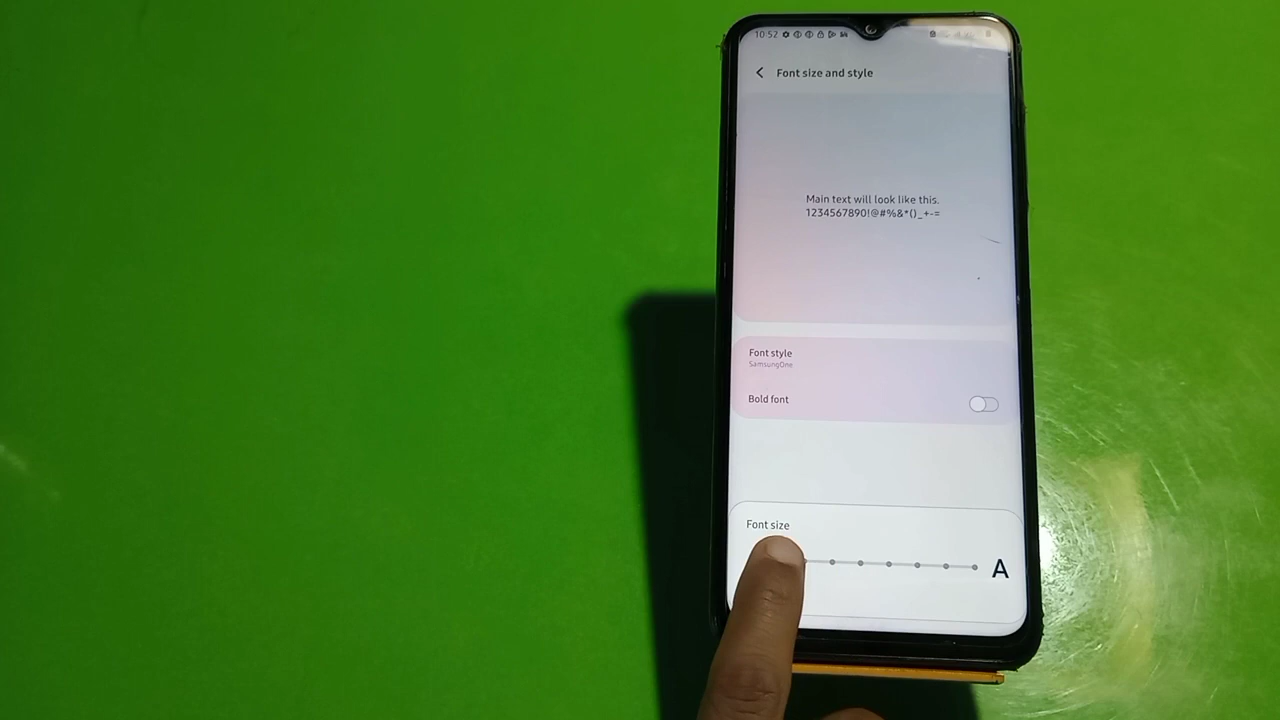 10:52
Font size and style
Main text will look like this.
1234567890!@#%&*()_+-=
Font style
SamsungOne
Bold font
Font size
A